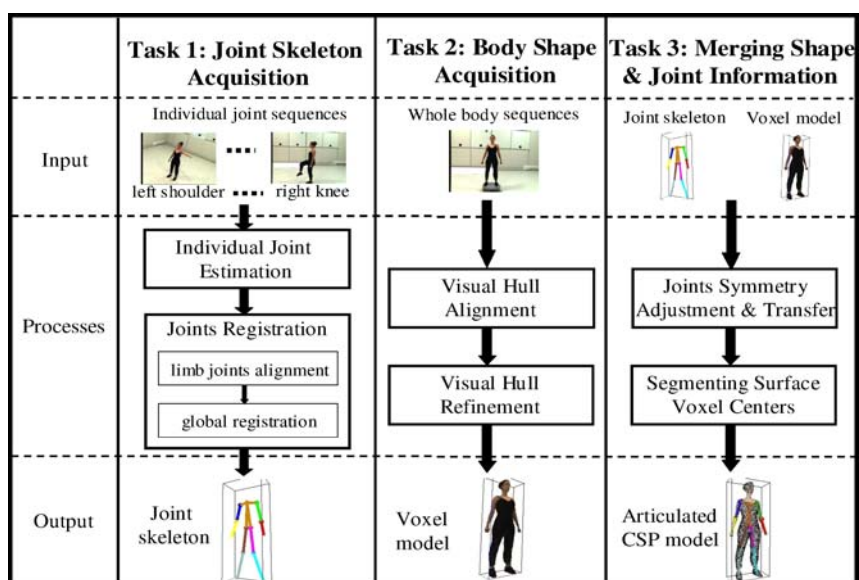 Task 1: Joint Skeleton
Acquisition
Task 2: Body Shape
Acquisition
Task 3: Merging Shape
& Joint Information
Input
Individual joint sequences
left shoulder
right knee
Whole body sequences
Joint skeleton
Voxel model
Processes
Individual Joint
Estimation
Joints Registration
limb joints alignment
global registration
Visual Hull
Alignment
Visual Hull
Refinement
Joints Symmetry
Adjustment & Transfer
Segmenting Surface
Voxel Centers
Output
Joint
skeleton
Voxel
model
Articulated
CSP model